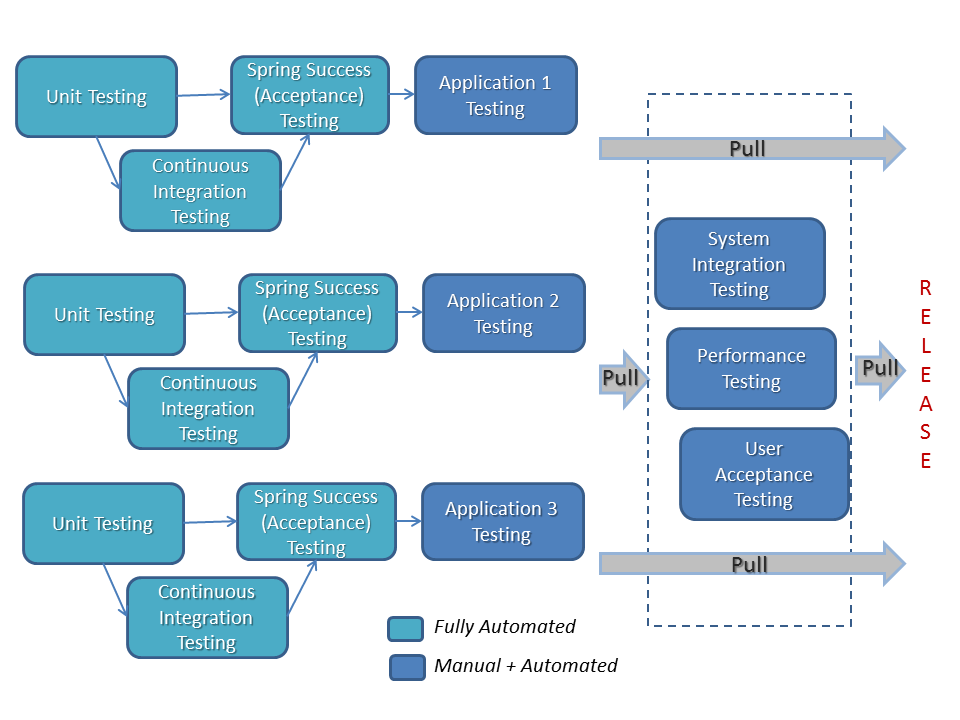 Unit Testing
Spring Success
(Acceptance)
Testing
Application 1
Testing
Continuous
Integration
Testing
Unit Testing
Spring Success
(Acceptance)
Testing
Application 2
Testing
Continuous
Integration
Testing
Unit Testing
Spring Success
(Acceptance)
Testing
Application 3
Testing
Continuous
Integration
Testing
Pull
System
Integration
Testing
Pull
Performance
Testing
Pull
User
Acceptance
Testing
Pull
R
E
L
E
A
S
E
Fully Automated
Manual + Automated